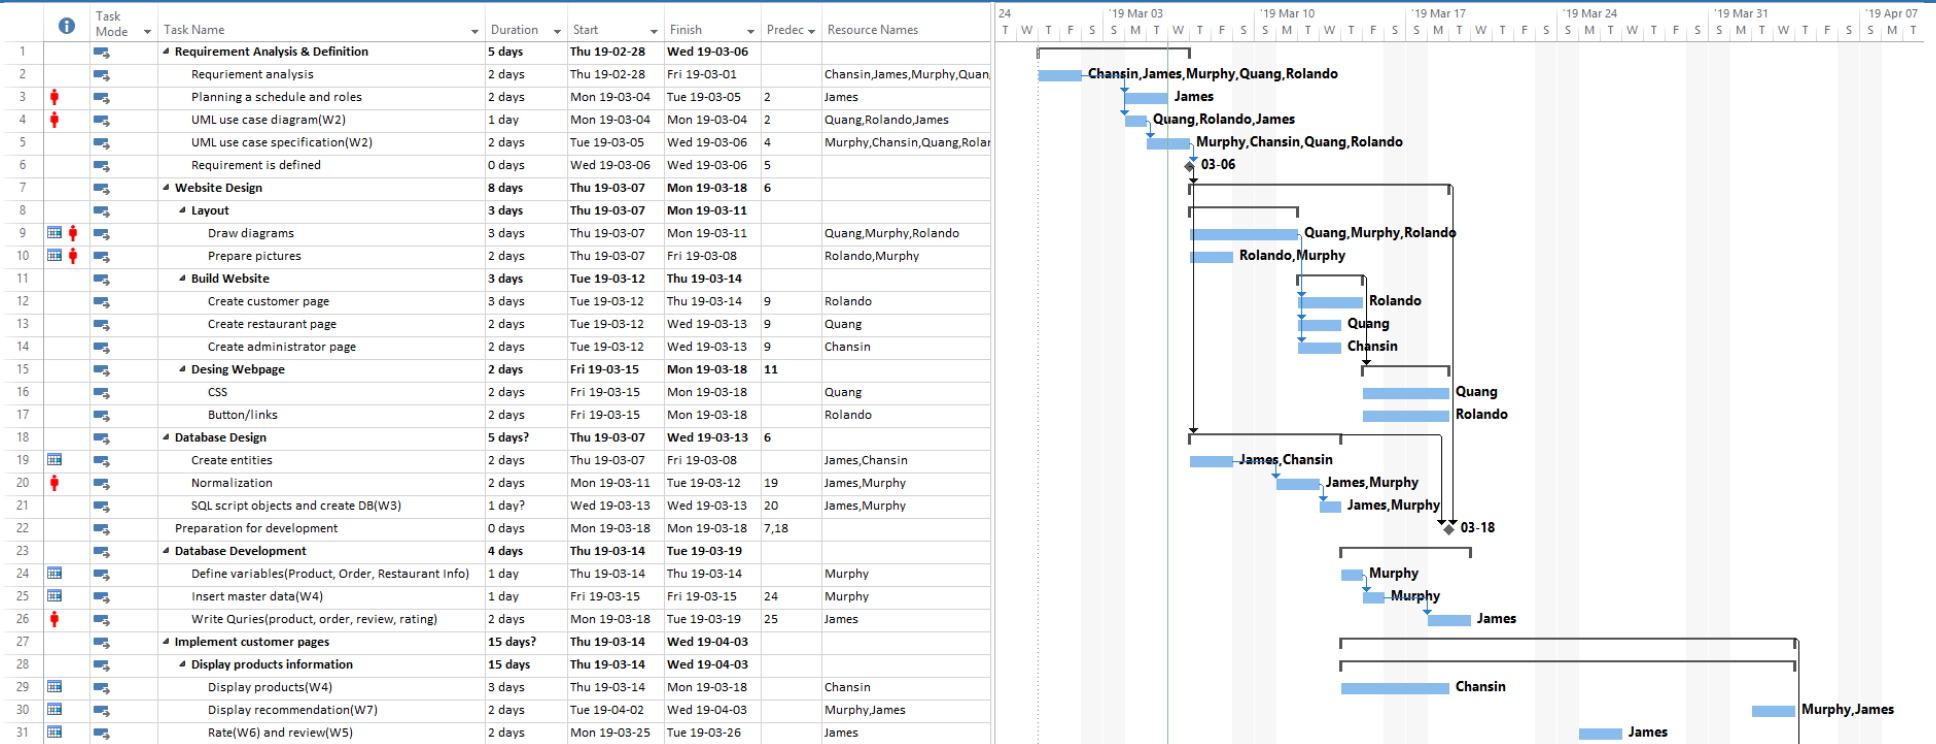 24 '19 Mar 03 '19 Mar 10 '19 Mar 17 '19 Mar 24 '19 Mar 31 '19 Apr 07
Task Mode Task Name Duration Start Finish Predec Resource Names T W T F S S M T W T F S S M T W T F S S M T W T F S S M T W T F S S M T W T F S S M T
1 Requirement Analysis & Definition 5 days Thu 19-02-28 Wed 19-03-06
2 Requriement analysis 2 days Thu 19-02-28 Fri 19-03-01 Chansin,James,Murphy,Quan Chansin,James,Murphy,Quang,Rolando
3 Planning a schedule and roles 2 days Mon 19-03-04 Tue 19-03-05 2 James James
4 UML use case diagram(W2) 1 day Mon 19-03-04 Mon 19-03-04 2 Quang,Rolando,James Quang,Rolando,James
5 UML use case specification(W2) 2 days Tue 19-03-05 Wed 19-03-06 4 Murphy,Chansin,Quang,Rolar Murphy,Chansin,Quang,Rolando
6 Requirement is defined 0 days Wed 19-03-06 Wed 19-03-06 5 03-06
7 Website Design 8 days Thu 19-03-07 Mon 19-03-18 6
8 Layout 3 days Thu 19-03-07 Mon 19-03-11
9 Draw diagrams 3 days Thu 19-03-07 Mon 19-03-11 Quang,Murphy,Rolando Quang,Murphy,Rolando
10 Prepare pictures 2 days Thu 19-03-07 Fri 19-03-08 Rolando,Murphy Rolando,Murphy
11 Build Website 3 days Tue 19-03-12 Thu 19-03-14
12 Create customer page 3 days Tue 19-03-12 Thu 19-03-14 9 Rolando Rolando
13 Create restaurant page 2 days Tue 19-03-12 Wed 19-03-13 9 Quang Quang
14 Create administrator page 2 days Tue 19-03-12 Wed 19-03-13 9 Chansin Chansin
15 Desing Webpage 2 days Fri 19-03-15 Mon 19-03-18 11
16 CSS 2 days Fri 19-03-15 Mon 19-03-18 Quang Quang
17 Button/links 2 days Fri 19-03-15 Mon 19-03-18 Rolando Rolando
18 Database Design 5 days? Thu 19-03-07 Wed 19-03-13 6
19 Create entities 2 days Thu 19-03-07 Fri 19-03-08 James,Chansin James,Chansin
20 Normalization 2 days Mon 19-03-11 Tue 19-03-12 19 James,Murphy James,Murphy
21 SQL script objects and create DB(W3) 1 day? Wed 19-03-13 Wed 19-03-13 20 James,Murphy James,Murphy
22 Preparation for development 0 days Mon 19-03-18 Mon 19-03-18 7,18 03-18
23 Database Development 4 days Thu 19-03-14 Tue 19-03-19
24 Define variables(Product, Order, Restaurant Info) 1 day Thu 19-03-14 Thu 19-03-14 Murphy Murphy
25 Insert master data(W4) 1 day Fri 19-03-15 Fri 19-03-15 24 Murphy Murphy
26 Write Quries(product, order, review, rating) 2 days Mon 19-03-18 Tue 19-03-19 25 James James
27 Implement customer pages 15 days? Thu 19-03-14 Wed 19-04-03
28 Display products information 15 days Thu 19-03-14 Wed 19-04-03
29 Display products(W4) 3 days Thu 19-03-14 Mon 19-03-18 Chansin Chansin
30 Display recommendation(W7) 2 days Tue 19-04-02 Wed 19-04-03 Murphy,James Murphy,James
31 Rate(W6) and review(W5) 2 days Mon 19-03-25 Tue 19-03-26 James James